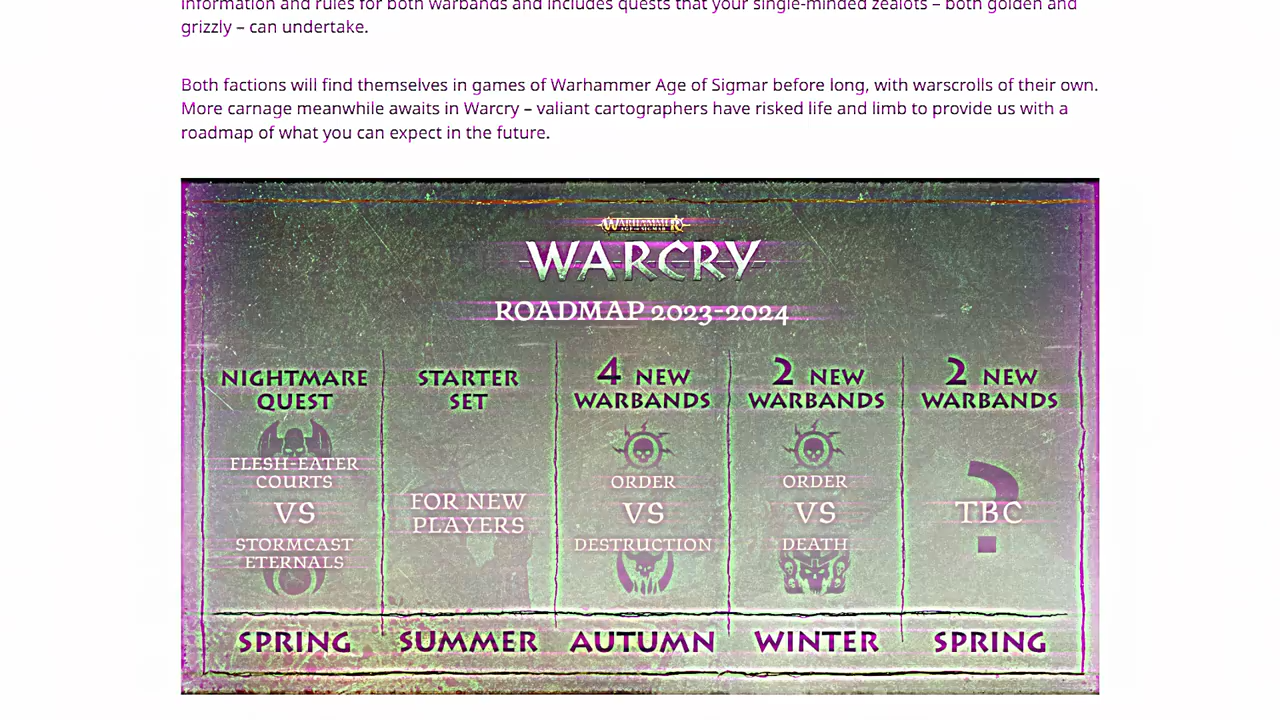 information and rules for both warbands and includes quests that your single-minded zealots – both golden and
grizzly – can undertake.
Both factions will find themselves in games of Warhammer Age of Sigmar before long, with warscrolls of their own.
More carnage meanwhile awaits in Warcry – valiant cartographers have risked life and limb to provide us with a
roadmap of what you can expect in the future.
WARHAMMER
AGE OF SIGMAR
WARCRY
ROADMAP 2023-2024
NIGHTMARE
QUEST
FLESH-EATER
COURTS
VS
STORMCAST
ETERNALS
SPRING
STARTER
SET
FOR NEW
PLAYERS
SUMMER
4 NEW
WARBANDS
ORDER
VS
DESTRUCTION
AUTUMN
2 NEW
WARBANDS
ORDER
VS
DEATH
WINTER
2 NEW
WARBANDS
?
TBC
SPRING